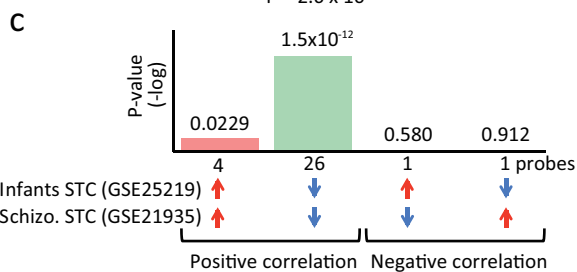 C
1.5x10-12
P-value
(-log)
0.0229
0.580
0.912
4
26
1
1 probes
Infants STC (GSE25219)
Schizo. STC (GSE21935)
Positive correlation
Negative correlation